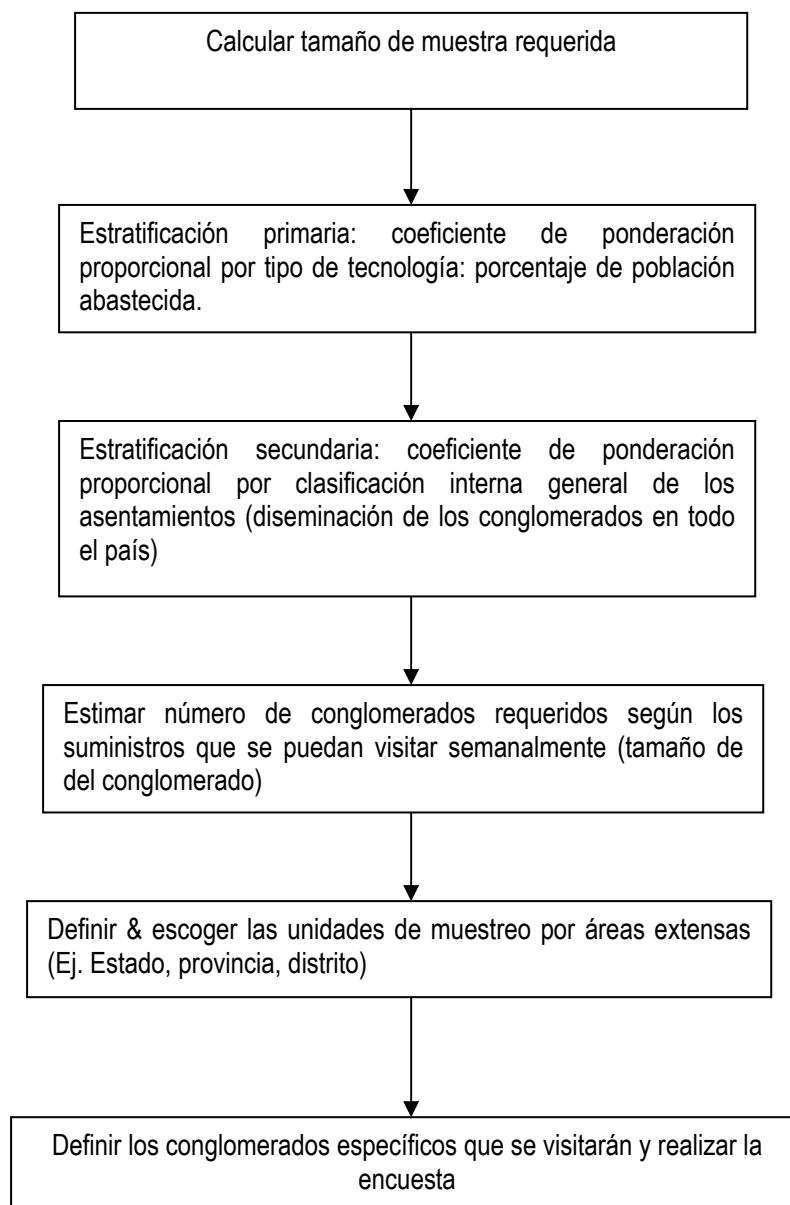 Calcular tamaño de muestra requerida
Estratificación primaria: coeficiente de ponderación
proporcional por tipo de tecnología: porcentaje de población
abastecida.
Estratificación secundaria: coeficiente de ponderación
proporcional por clasificación interna general de los
asentamientos (diseminación de los conglomerados en todo
el país)
Estimar número de conglomerados requeridos según los
suministros que se puedan visitar semanalmente (tamaño de
del conglomerado)
Definir & escoger las unidades de muestreo por áreas extensas
(Ej. Estado, provincia, distrito)
Definir los conglomerados específicos que se visitarán y realizar la
encuesta